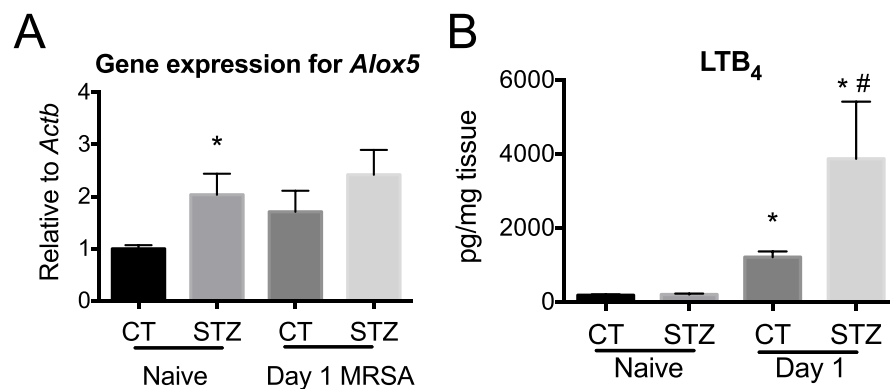 A
Gene expression for Alox5
Relative to Actb
4
3
2
1
0
*
CT STZ CT STZ
Naive Day 1 MRSA
B
LTB4
pg/mg tissue
6000
4000
2000
0
*
* #
CT STZ CT STZ
Naive Day 1